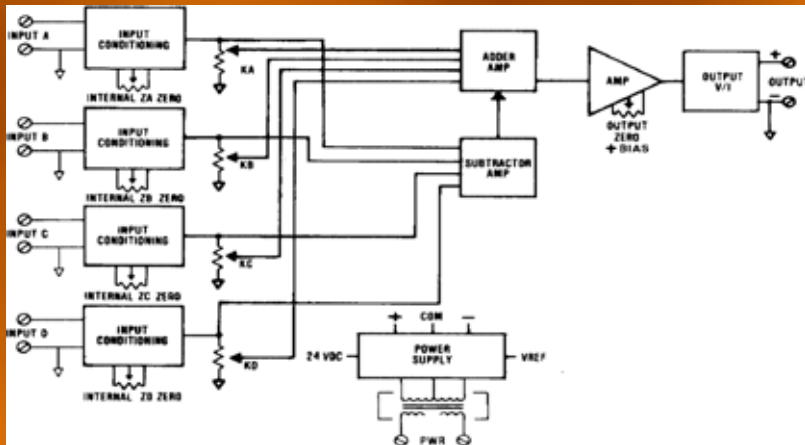 INPUT A
INPUT CONDITIONING
INTERNAL ZA ZERO
KA
ADDER AMP
AMP
OUTPUT V/I
+
OUTPUT
−
OUTPUT ZERO + BIAS
INPUT B
INPUT CONDITIONING
INTERNAL ZB ZERO
KB
SUBTRACTOR AMP
INPUT C
INPUT CONDITIONING
INTERNAL ZC ZERO
KC
INPUT D
INPUT CONDITIONING
INTERNAL ZD ZERO
KD
+ COM −
24 VDC
POWER SUPPLY
VREF
PWR